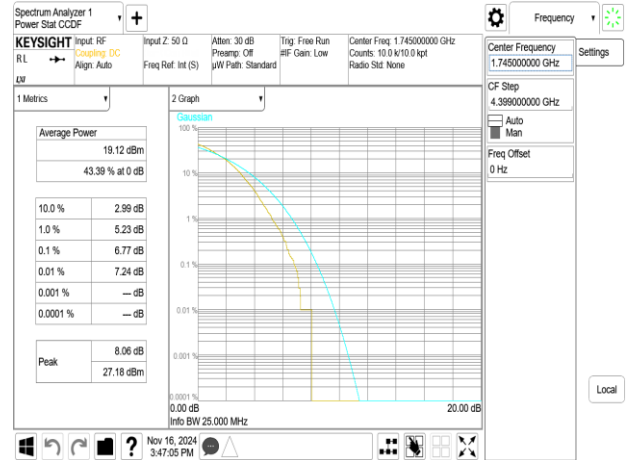 Spectrum Analyzer 1
Power Stat CCDF
Frequency
KEYSIGHT
RL
LXI
Input: RF
Coupling: DC
Align: Auto
Input Z: 50 Ω
Freq Ref: Int (S)
Atten: 30 dB
Preamp: Off
µW Path: Standard
Trig: Free Run
#IF Gain: Low
Center Freq: 1.745000000 GHz
Counts: 10.0 k/10.0 kpt
Radio Std: None
Center Frequency
1.745000000 GHz
Settings
CF Step
4.399000000 GHz
Auto
Man
Freq Offset
0 Hz
1 Metrics
Average Power
19.12 dBm
43.39 % at 0 dB
10.0 % 2.99 dB
1.0 % 5.23 dB
0.1 % 6.77 dB
0.01 % 7.24 dB
0.001 % --- dB
0.0001 % --- dB
Peak
8.06 dB
27.18 dBm
2 Graph
Gaussian
100 %
10 %
1 %
0.1 %
0.01 %
0.001 %
0.0001 %
0.00 dB 20.00 dB
Info BW 25.000 MHz
Local
? Nov 16, 2024
3:47:05 PM